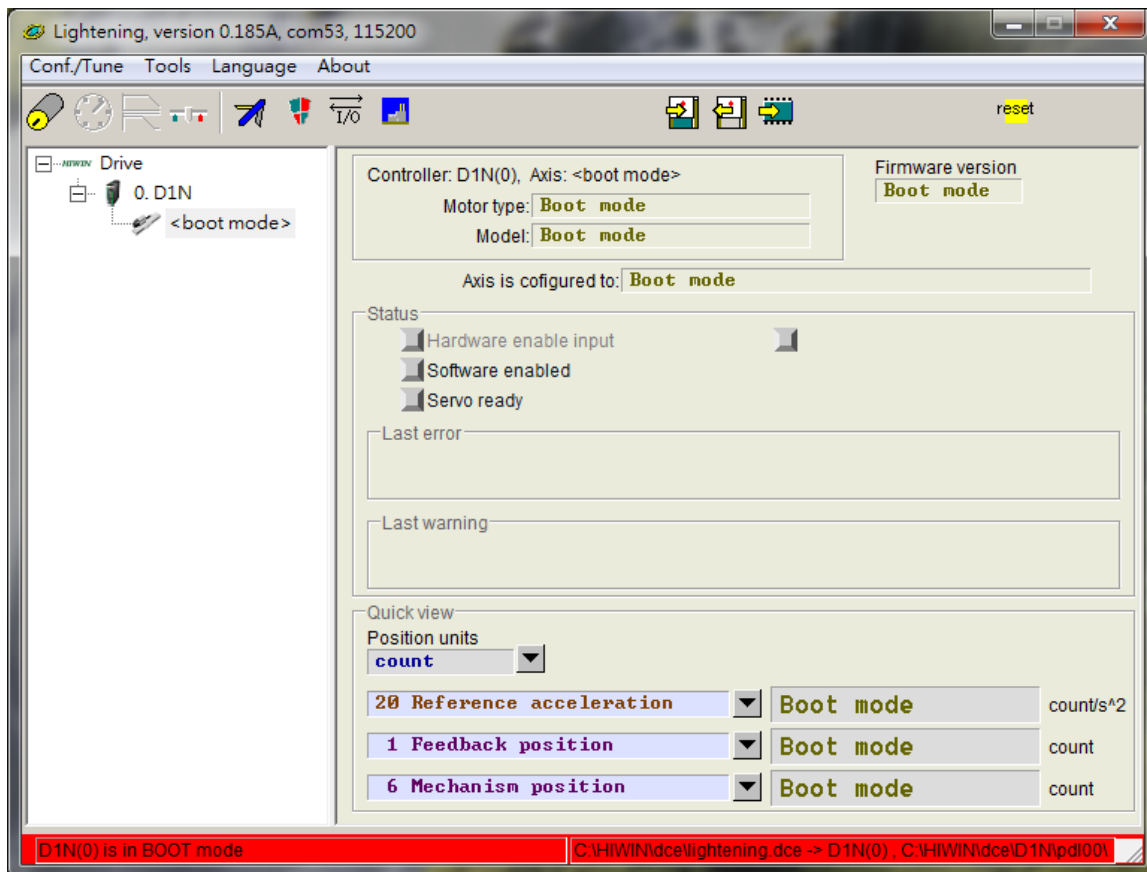 Lightening, version 0.185A, com53, 115200
Conf./Tune Tools Language About
I/O
reset
HIWIN Drive
0. D1N
<boot mode>
Controller: D1N(0), Axis: <boot mode>
Motor type: Boot mode
Model: Boot mode
Firmware version
Boot mode
Axis is cofigured to: Boot mode
Status
Hardware enable input
Software enabled
Servo ready
Last error
Last warning
Quick view
Position units
count
20 Reference acceleration Boot mode count/s^2
1 Feedback position Boot mode count
6 Mechanism position Boot mode count
D1N(0) is in BOOT mode C:\HIWIN\dce\lightening.dce -> D1N(0) , C:\HIWIN\dce\D1N\pdl00\